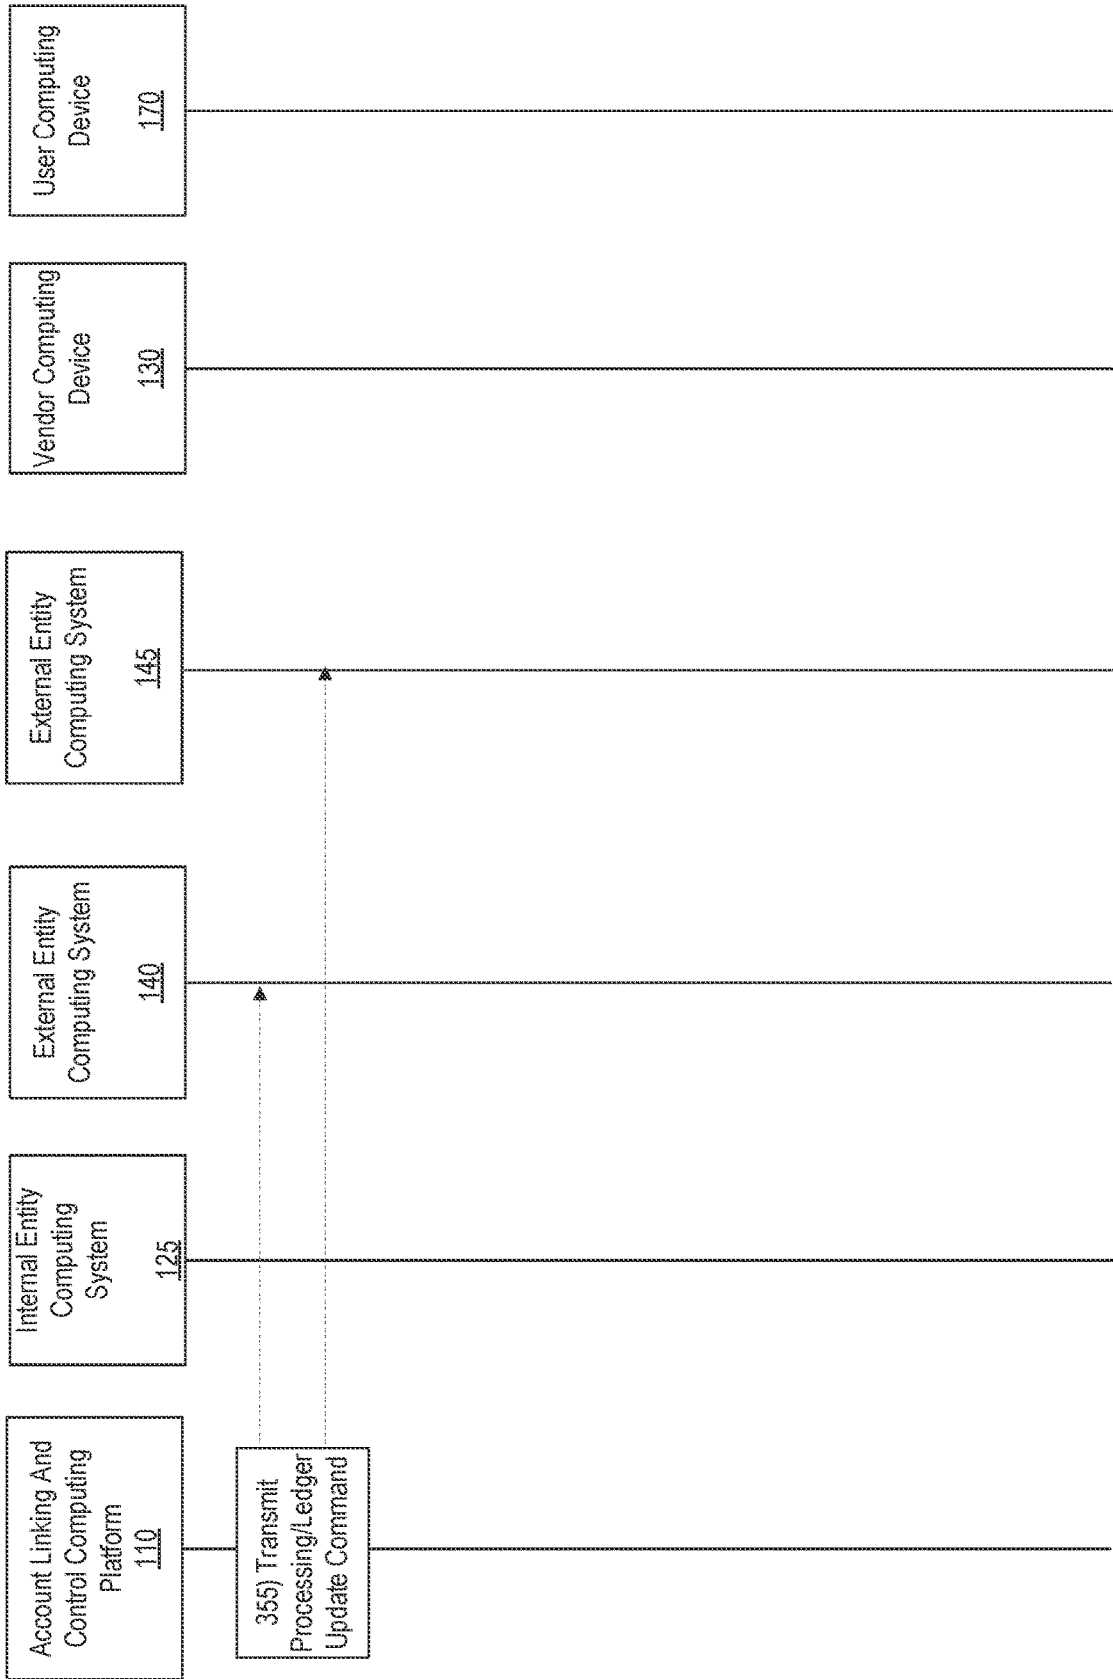 Account Linking And
Control Computing
Platform
110
Internal Entity
Computing
System
125
External Entity
Computing System
140
External Entity
Computing System
145
Vendor Computing
Device
130
User Computing
Device
170
355) Transmit
Processing/Ledger
Update Command